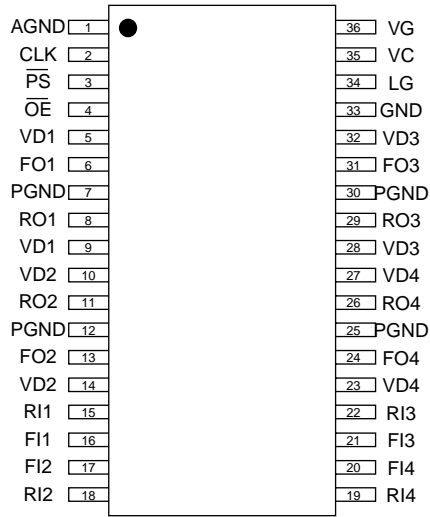 AGND 1 36 VG
CLK 2 35 VC
P̅S̅ 3 34 LG
O̅E̅ 4 33 GND
VD1 5 32 VD3
FO1 6 31 FO3
PGND 7 30 PGND
RO1 8 29 RO3
VD1 9 28 VD3
VD2 10 27 VD4
RO2 11 26 RO4
PGND 12 25 PGND
FO2 13 24 FO4
VD2 14 23 VD4
RI1 15 22 RI3
FI1 16 21 FI3
FI2 17 20 FI4
RI2 18 19 RI4